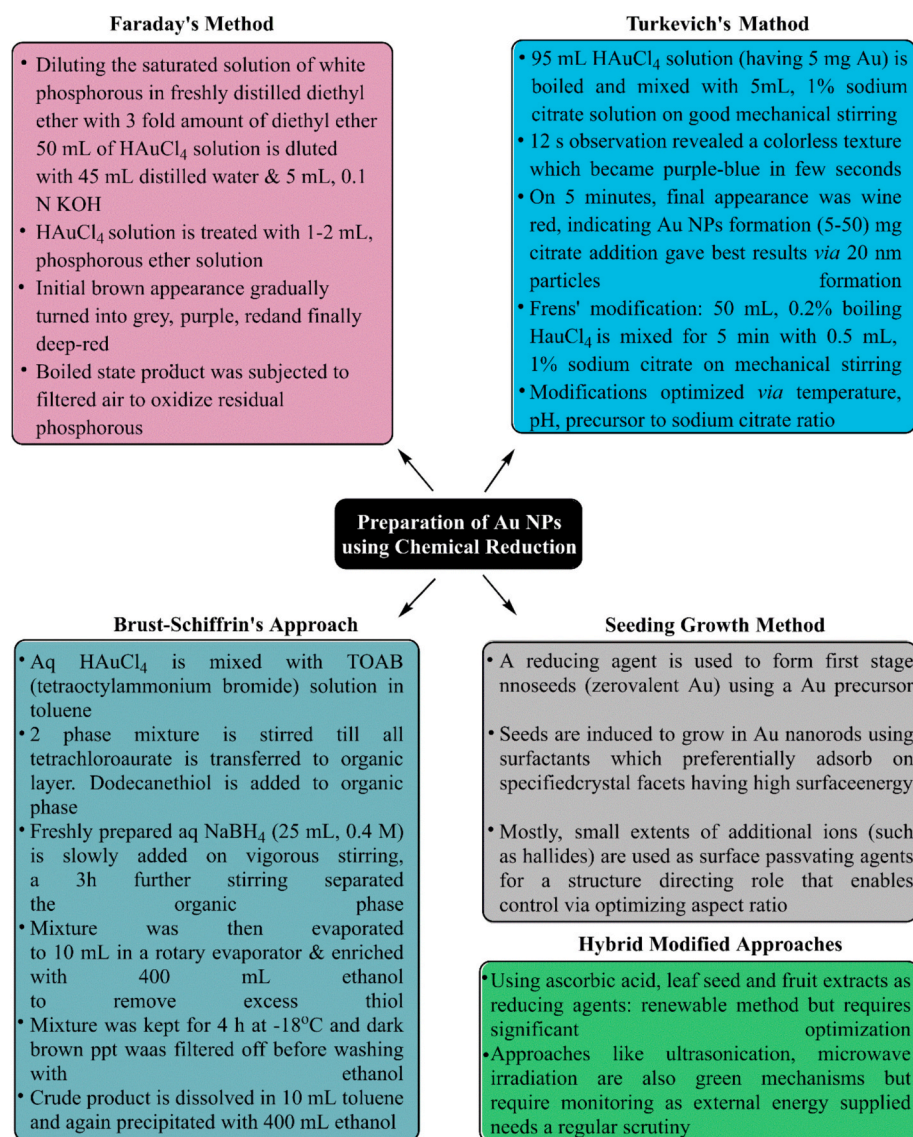 Faraday's Method
• Diluting the saturated solution of white
phosphorous in freshly distilled diethyl
ether with 3 fold amount of diethyl ether
50 mL of HAuCl₄ solution is dluted
with 45 mL distilled water & 5 mL, 0.1
N KOH
• HAuCl₄ solution is treated with 1-2 mL,
phosphorous ether solution
• Initial brown appearance gradually
turned into grey, purple, redand finally
deep-red
• Boiled state product was subjected to
filtered air to oxidize residual
phosphorous
Turkevich's Mathod
• 95 mL HAuCl₄ solution (having 5 mg Au) is
boiled and mixed with 5mL, 1% sodium
citrate solution on good mechanical stirring
• 12 s observation revealed a colorless texture
which became purple-blue in few seconds
• On 5 minutes, final appearance was wine
red, indicating Au NPs formation (5-50) mg
citrate addition gave best results via 20 nm
particles formation
• Frens' modification: 50 mL, 0.2% boiling
HauCl₄ is mixed for 5 min with 0.5 mL,
1% sodium citrate on mechanical stirring
• Modifications optimized via temperature,
pH, precursor to sodium citrate ratio
Preparation of Au NPs
using Chemical Reduction
Brust-Schiffrin's Approach
• Aq HAuCl₄ is mixed with TOAB
(tetraoctylammonium bromide) solution in
toluene
• 2 phase mixture is stirred till all
tetrachloroaurate is transferred to organic
layer. Dodecanethiol is added to organic
phase
• Freshly prepared aq NaBH₄ (25 mL, 0.4 M)
is slowly added on vigorous stirring,
a 3h further stirring separated
the organic phase
• Mixture was then evaporated
to 10 mL in a rotary evaporator & enriched
with 400 mL ethanol
to remove excess thiol
• Mixture was kept for 4 h at -18°C and dark
brown ppt waas filtered off before washing
with ethanol
• Crude product is dissolved in 10 mL toluene
and again precipitated with 400 mL ethanol
Seeding Growth Method
• A reducing agent is used to form first stage
nnoseeds (zerovalent Au) using a Au precursor
• Seeds are induced to grow in Au nanorods using
surfactants which preferentially adsorb on
specifiedcrystal facets having high surfaceenergy
• Mostly, small extents of additional ions (such
as hallides) are used as surface passvating agents
for a structure directing role that enables
control via optimizing aspect ratio
Hybrid Modified Approaches
• Using ascorbic acid, leaf seed and fruit extracts as
reducing agents: renewable method but requires
significant optimization
• Approaches like ultrasonication, microwave
irradiation are also green mechanisms but
require monitoring as external energy supplied
needs a regular scrutiny